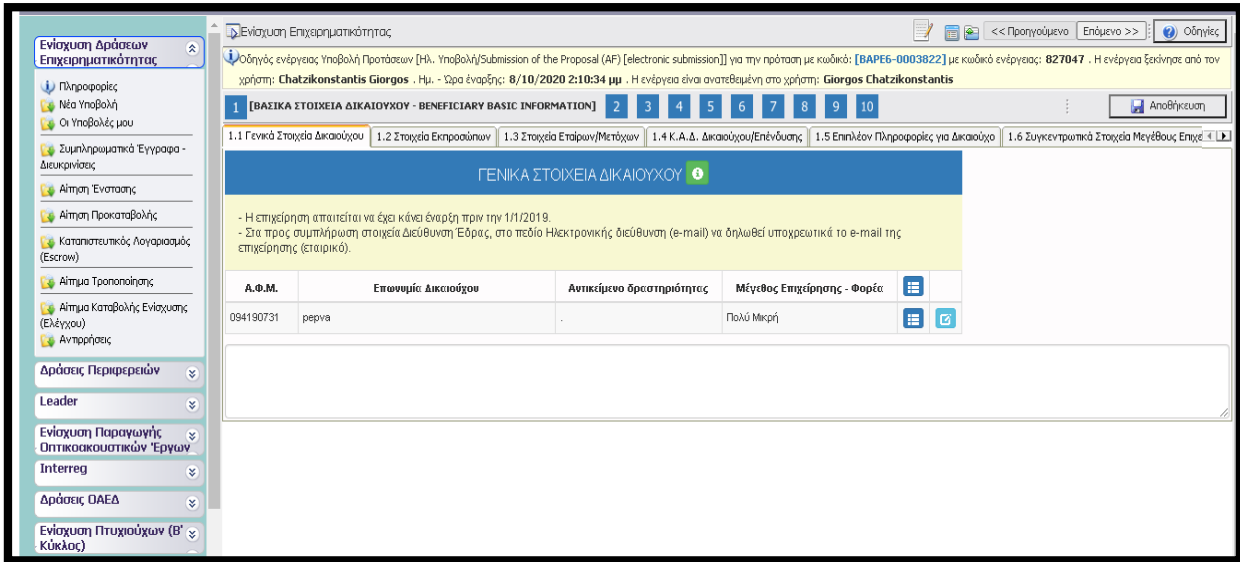 Ενίσχυση Δράσεων
Επιχειρηματικότητας
Πληροφορίες
Νέα Υποβολή
Οι Υποβολές μου
Συμπληρωματικά Έγγραφα -
Διευκρινίσεις
Αίτηση Ένστασης
Αίτηση Προκαταβολής
Καταπιστευτικός Λογαριασμός
(Escrow)
Αίτημα Τροποποίησης
Αίτημα Καταβολής Ενίσχυσης
(Ελέγχου)
Αντιρρήσεις
Δράσεις Περιφερειών
Leader
Ενίσχυση Παραγωγής
Οπτικοακουστικών Έργων
Interreg
Δράσεις ΟΑΕΔ
Ενίσχυση Πτυχιούχων (Β'
Κύκλος)
Ενίσχυση Επιχειρηματικότητας
<< Προηγούμενο Επόμενο >> Οδηγίες
Οδηγός ενέργειας Υποβολή Προτάσεων [Ηλ. Υποβολή/Submission of the Proposal (AF) [electronic submission]] για την πρόταση με κωδικό: [ΒΑΡΕ6-0003822] με κωδικό ενέργειας: 827047 . Η ενέργεια ξεκίνησε από τον
χρήστη: Chatzikonstantis Giorgos . Ημ. - Ώρα έναρξης: 8/10/2020 2:10:34 μμ . Η ενέργεια είναι ανατεθειμένη στο χρήστη: Giorgos Chatzikonstantis
1 [ΒΑΣΙΚΑ ΣΤΟΙΧΕΙΑ ΔΙΚΑΙΟΥΧΟΥ - BENEFICIARY BASIC INFORMATION] 2 3 4 5 6 7 8 9 10 Αποθήκευση
1.1 Γενικά Στοιχεία Δικαιούχου 1.2 Στοιχεία Εκπροσώπων 1.3 Στοιχεία Εταίρων/Μετόχων 1.4 Κ.Α.Δ. Δικαιούχου/Επένδυσης 1.5 Επιπλέον Πληροφορίες για Δικαιούχο 1.6 Συγκεντρωτικά Στοιχεία Μεγέθους Επιχε
ΓΕΝΙΚΑ ΣΤΟΙΧΕΙΑ ΔΙΚΑΙΟΥΧΟΥ
- Η επιχείρηση απαιτείται να έχει κάνει έναρξη πριν την 1/1/2019.
- Στα προς συμπλήρωση στοιχεία Διεύθυνση Έδρας, στο πεδίο Ηλεκτρονική διεύθυνση (e-mail) να δηλωθεί υποχρεωτικά το e-mail της
επιχείρησης (εταιρικό).
Α.Φ.Μ. Επωνυμία Δικαιούχου Αντικείμενο δραστηριότητας Μέγεθος Επιχείρησης - Φορέα
094190731 pepva . Πολύ Μικρή